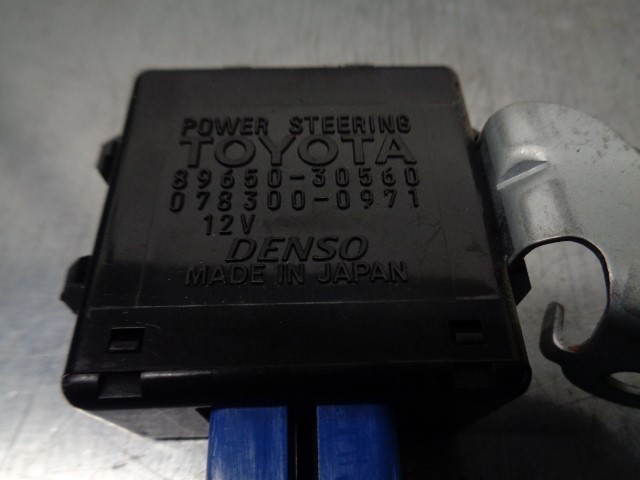 POWER STEERING
TOYOTA
89650-30560
078300-0971
12V
DENSO
MADE IN JAPAN